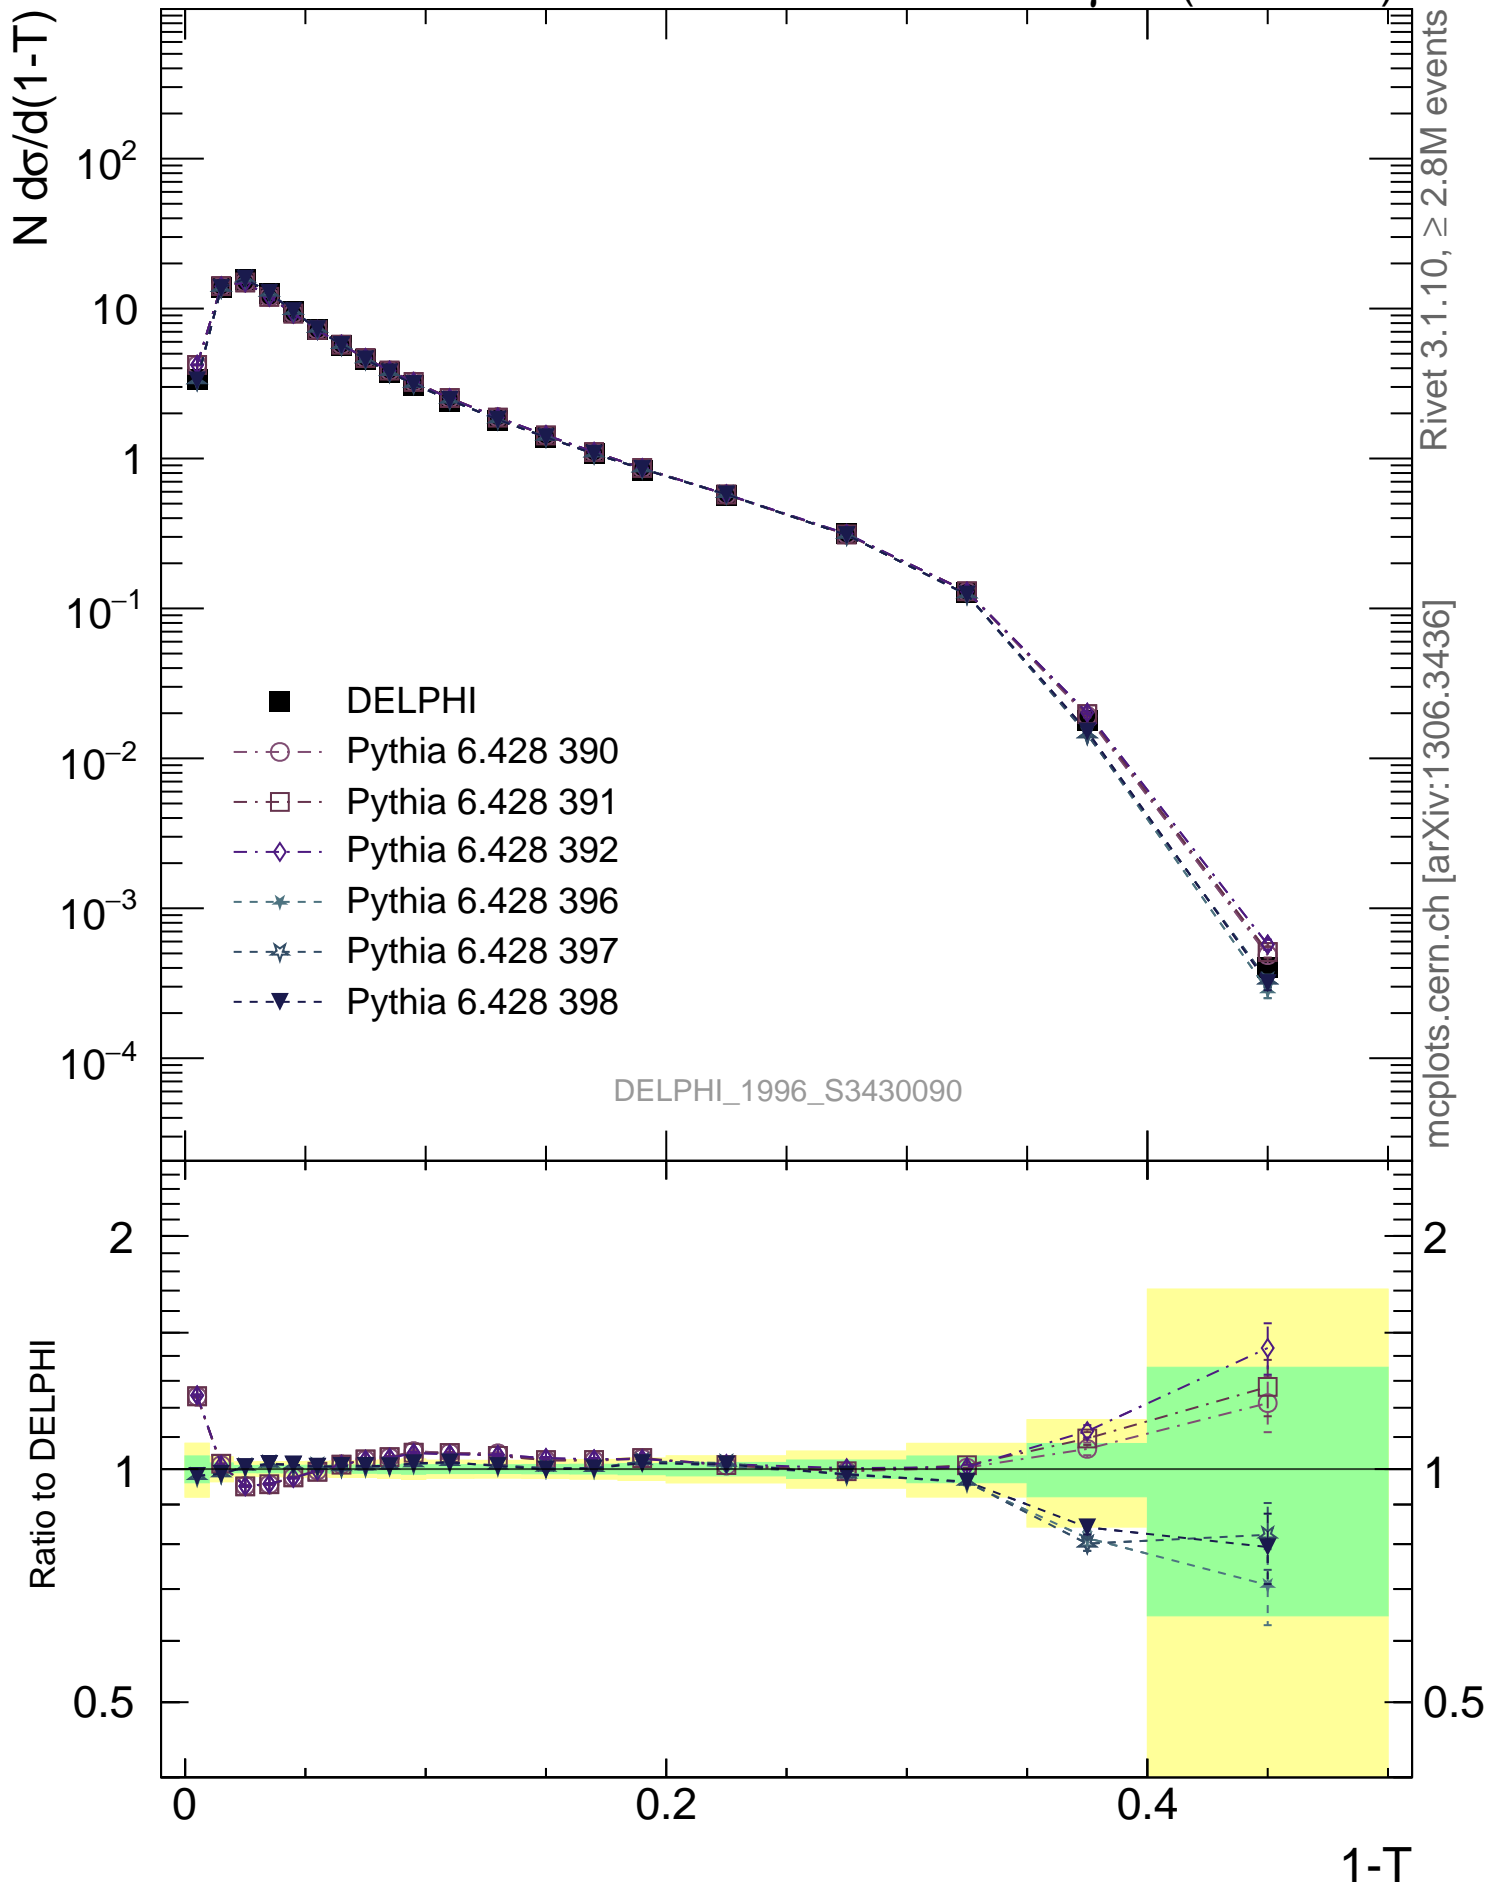 N dσ/d(1-T)
10²
10
1
10⁻¹
10⁻²
10⁻³
10⁻⁴
DELPHI
Pythia 6.428 390
Pythia 6.428 391
Pythia 6.428 392
Pythia 6.428 396
Pythia 6.428 397
Pythia 6.428 398
DELPHI_1996_S3430090
Rivet 3.1.10, ≥ 2.8M events
mcplots.cern.ch [arXiv:1306.3436]
Ratio to DELPHI
2
1
0.5
2
1
0.5
0
0.2
0.4
1-T